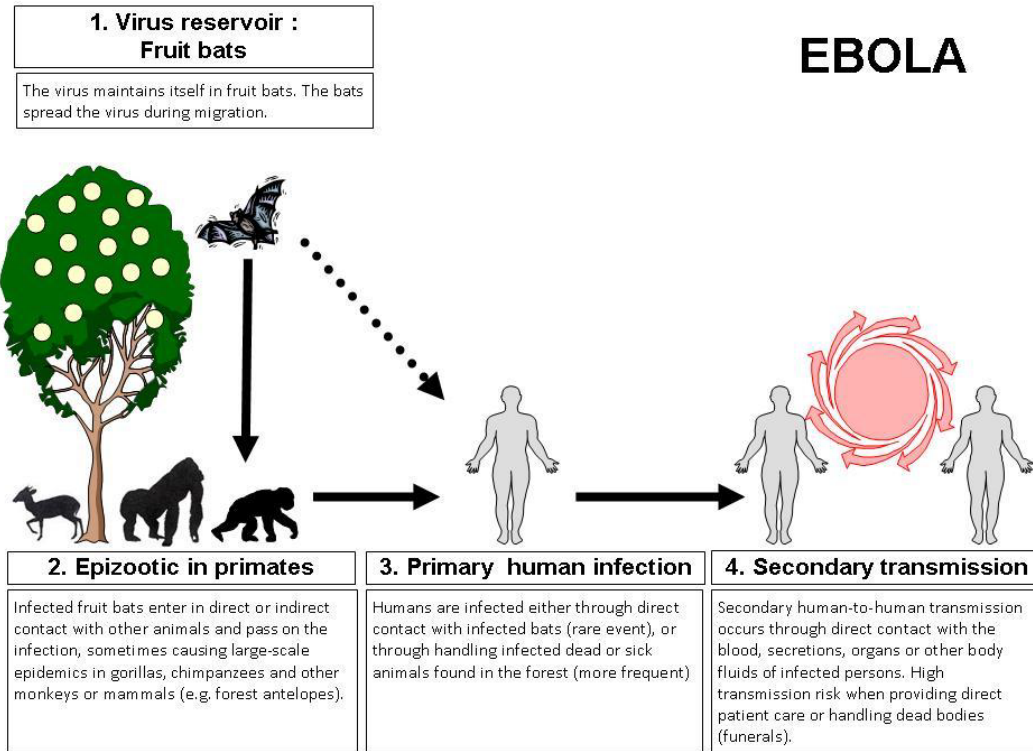 1. Virus reservoir :
Fruit bats
EBOLA
The virus maintains itself in fruit bats. The bats
spread the virus during migration.
2. Epizootic in primates
Infected fruit bats enter in direct or indirect
contact with other animals and pass on the
infection, sometimes causing large-scale
epidemics in gorillas, chimpanzees and other
monkeys or mammals (e.g. forest antelopes).
3. Primary human infection
Humans are infected either through direct
contact with infected bats (rare event), or
through handling infected dead or sick
animals found in the forest (more frequent)
4. Secondary transmission
Secondary human-to-human transmission
occurs through direct contact with the
blood, secretions, organs or other body
fluids of infected persons. High
transmission risk when providing direct
patient care or handling dead bodies
(funerals).